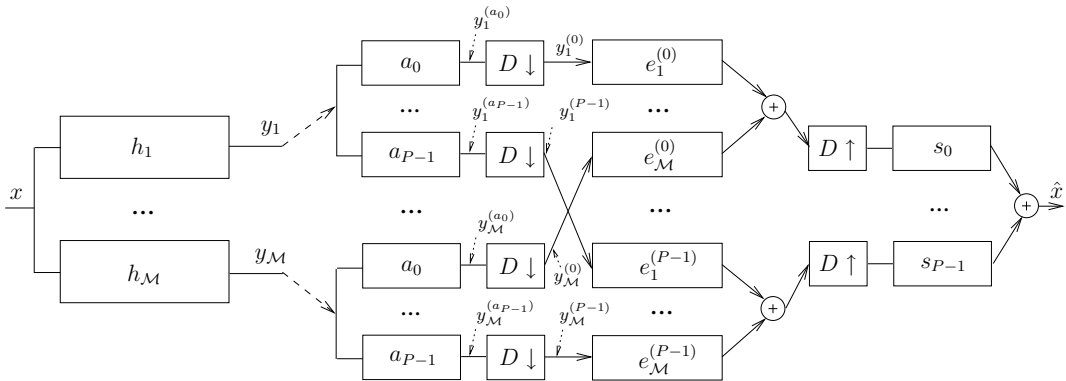 y_1^{(a_0)}
a_0 D ↓ y_1^{(0)} e_1^{(0)}
... y_1^{(a_{P-1})} y_1^{(P-1)} ...
h_1 y_1 a_{P-1} D ↓ e_ℳ^{(0)} + D ↑ s_0
x ... ... y_ℳ^{(a_0)} ... ... + x̂
h_ℳ y_ℳ a_0 D ↓ y_ℳ^{(0)} e_1^{(P-1)} D ↑ s_{P-1}
... y_ℳ^{(a_{P-1})} y_ℳ^{(P-1)} ... +
a_{P-1} D ↓ e_ℳ^{(P-1)}